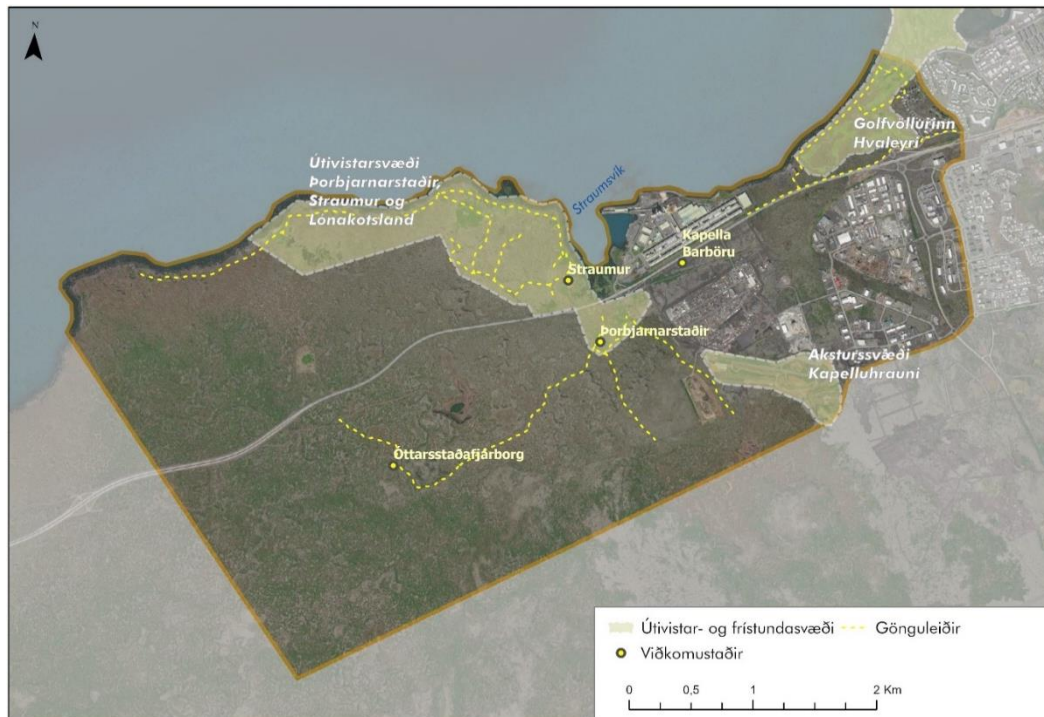 N
Golfvöllurinn
Hvaleyri
Útivistarsvæði
Þorbjarnarstaðir,
Straumur og
Lónakotsland
Straumsvík
Kapella
Barböru
Straumur
Þorbjarnarstaðir
Aksturssvæði
Kapelluhrauni
Óttarsstaðafjárborg
Útivistar- og frístundasvæði
Gönguleiðir
Viðkomustaðir
0 0,5 1 2 Km